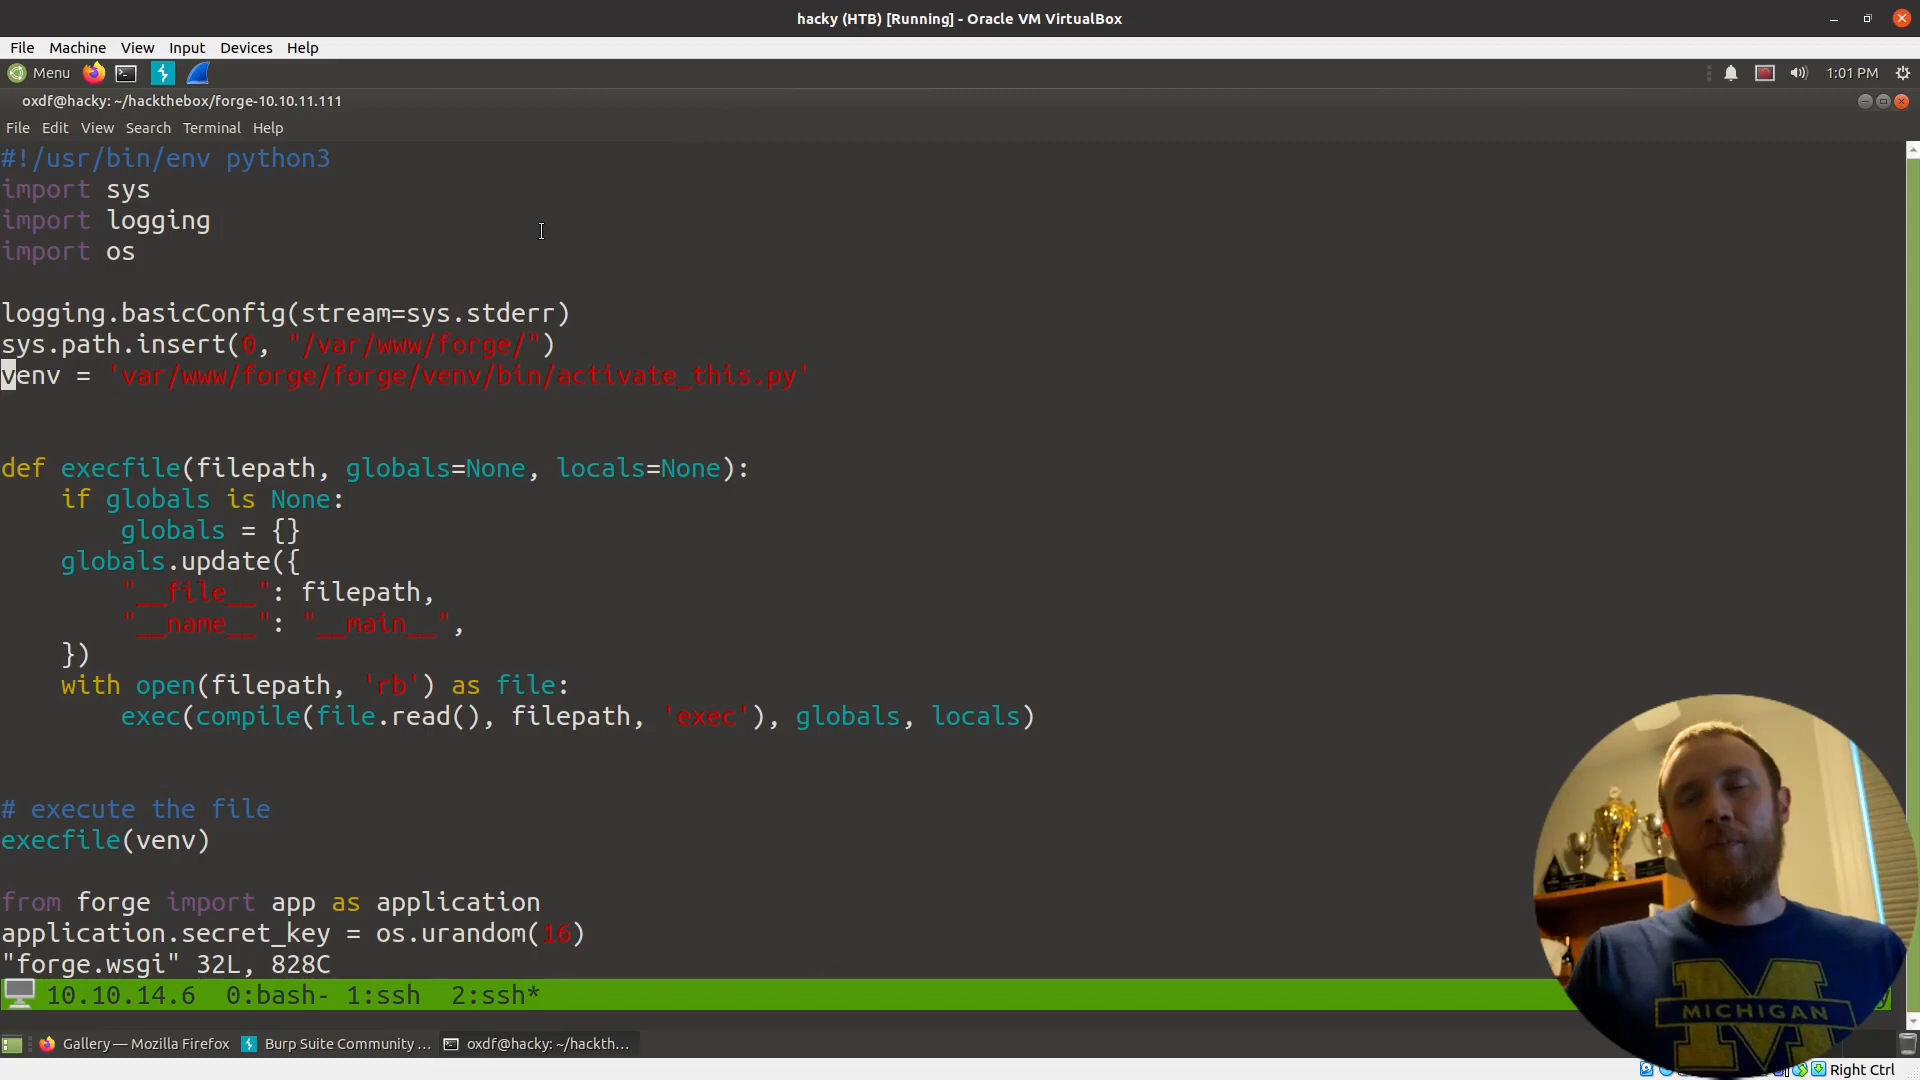 hacky (HTB) [Running] - Oracle VM VirtualBox
File Machine View Input Devices Help
Menu 1:01 PM
oxdf@hacky: ~/hackthebox/forge-10.10.11.111
File Edit View Search Terminal Help
#!/usr/bin/env python3
import sys
import logging
import os
logging.basicConfig(stream=sys.stderr)
sys.path.insert(0, "/var/www/forge/")
venv = 'var/www/forge/forge/venv/bin/activate_this.py'
def execfile(filepath, globals=None, locals=None):
if globals is None:
globals = {}
globals.update({
"__file__": filepath,
"__name__": "__main__",
})
with open(filepath, 'rb') as file:
exec(compile(file.read(), filepath, 'exec'), globals, locals)
# execute the file
execfile(venv)
from forge import app as application
application.secret_key = os.urandom(16)
"forge.wsgi" 32L, 828C
10.10.14.6 0:bash- 1:ssh 2:ssh*
MICHIGAN
Gallery — Mozilla Firefox Burp Suite Community ... oxdf@hacky: ~/hackth...
Right Ctrl